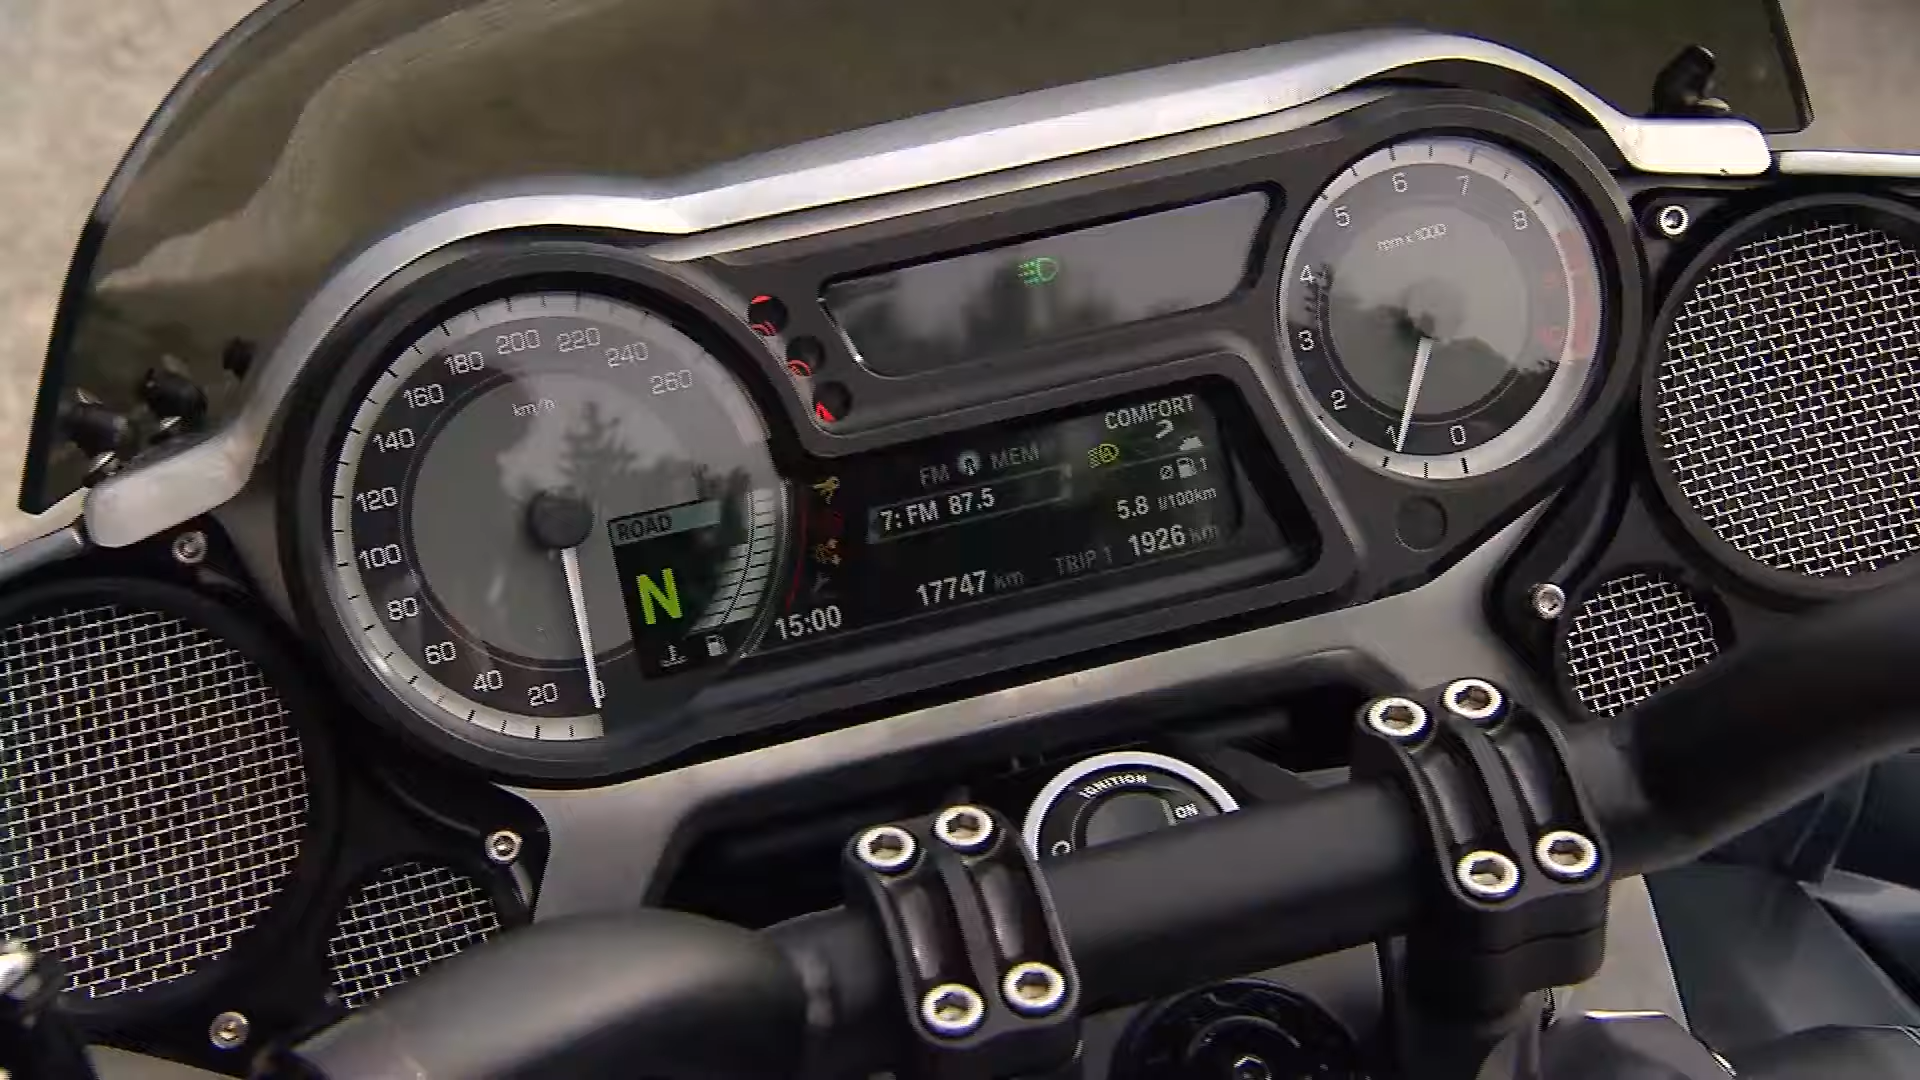 km/h
0
20
40
60
80
100
120
140
160
180
200
220
240
260
ROAD
N
15:00
FM MEM
7: FM 87.5
17747 km
COMFORT
Ø 1
5.8 l/100km
TRIP 1 1926 km
0
1
2
3
4
5
6
7
8
IGNITION
ON